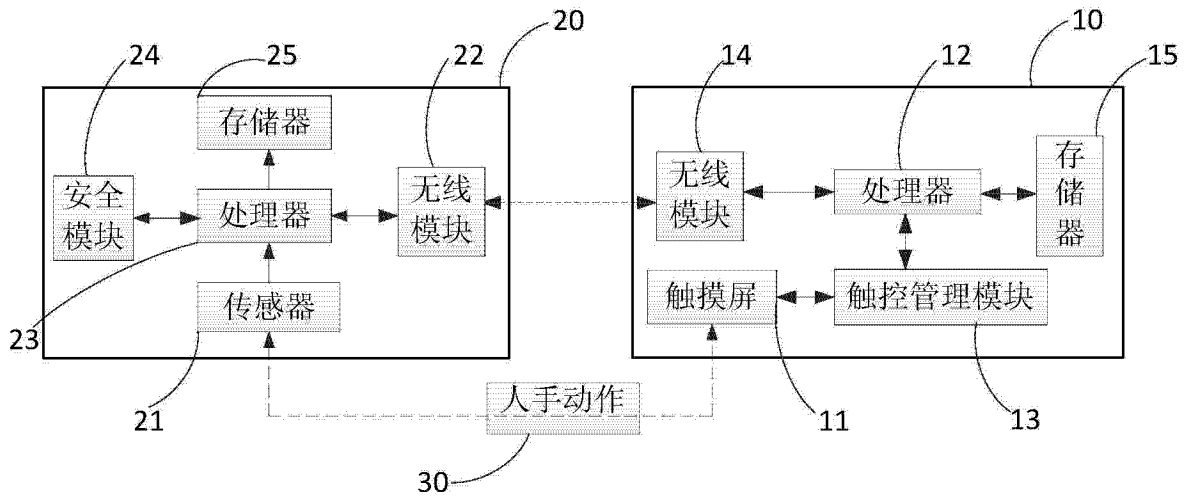 20
10
24
25
22
14
12
15
存储器
安全
模块
处理器
无线
模块
无线
模块
处理器
存
储
器
传感器
触摸屏
触控管理模块
23
21
人手动作
11
13
30